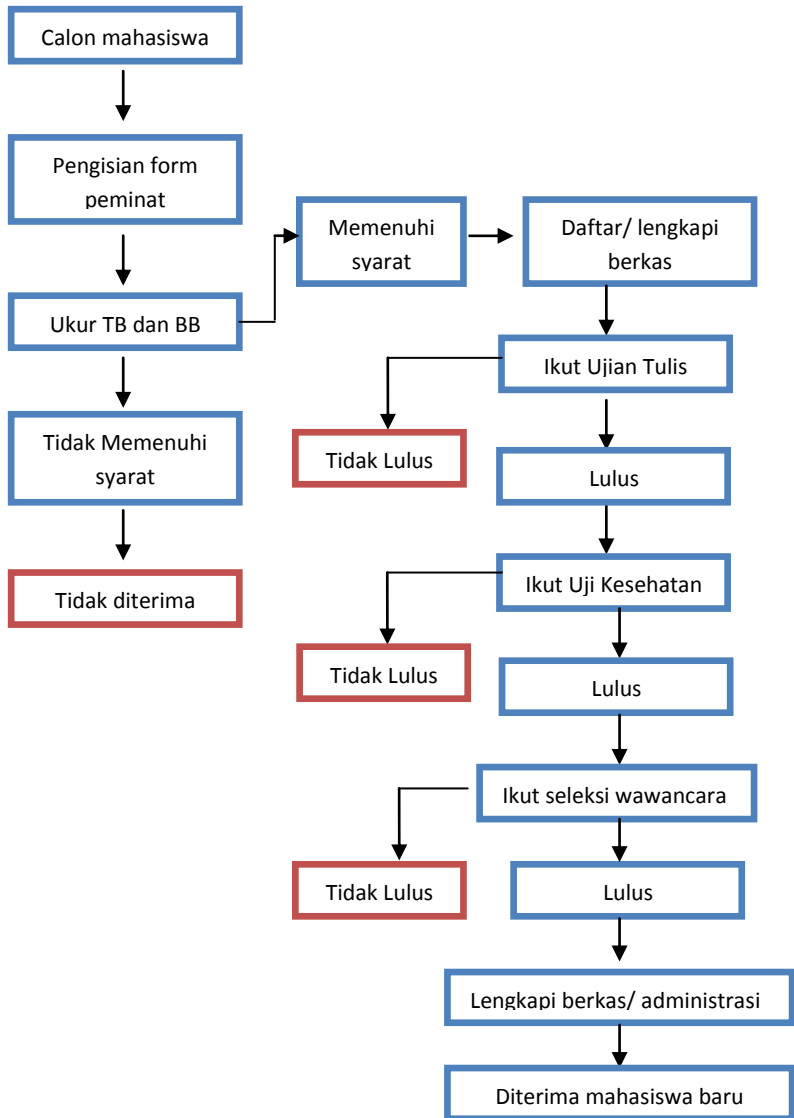 Calon mahasiswa
Pengisian form
peminat
Ukur TB dan BB
Tidak Memenuhi
syarat
Tidak diterima
Memenuhi
syarat
Daftar/ lengkapi
berkas
Ikut Ujian Tulis
Tidak Lulus
Lulus
Ikut Uji Kesehatan
Tidak Lulus
Lulus
Ikut seleksi wawancara
Tidak Lulus
Lulus
Lengkapi berkas/ administrasi
Diterima mahasiswa baru